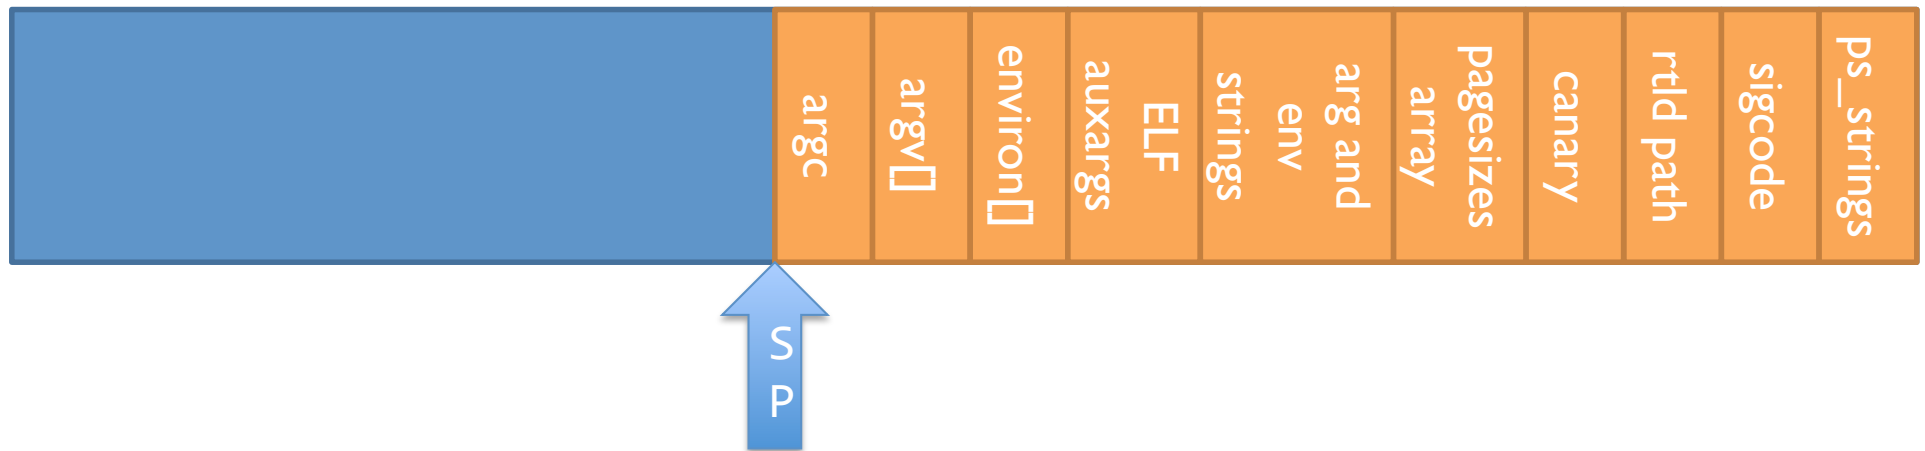 argc
argv[]
environ[]
ELF
auxargs
arg and
env
strings
pagesizes
array
canary
rtld path
sigcode
ps_strings
S
P